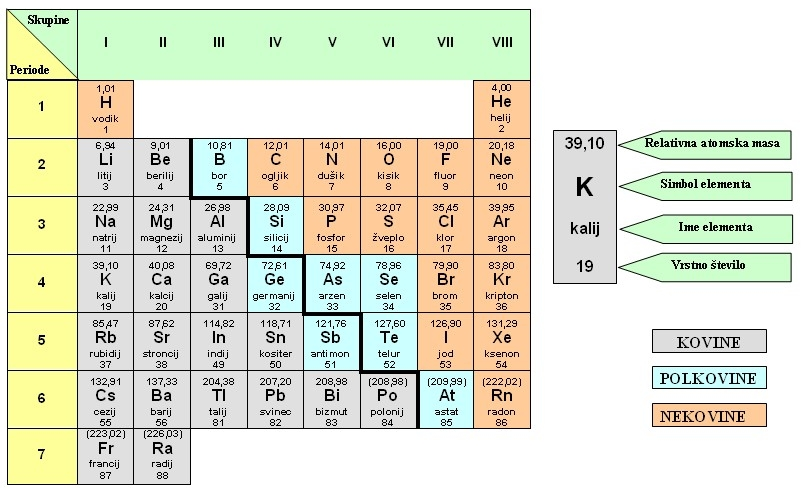 Skupine
Periode
I II III IV V VI VII VIII
1
1,01 4,00
H He
vodik helij
1 2
2
6,94 9,01 10,81 12,01 14,01 16,00 19,00 20,18
Li Be B C N O F Ne
litij berilij bor ogljik dušik kisik fluor neon
3 4 5 6 7 8 9 10
3
22,99 24,31 26,98 28,09 30,97 32,07 35,45 39,95
Na Mg Al Si P S Cl Ar
natrij magnezij aluminij silicij fosfor žveplo klor argon
11 12 13 14 15 16 17 18
4
39,10 40,08 69,72 72,61 74,92 78,96 79,90 83,80
K Ca Ga Ge As Se Br Kr
kalij kalcij galij germanij arzen selen brom kripton
19 20 31 32 33 34 35 36
5
85,47 87,62 114,82 118,71 121,76 127,60 126,90 131,29
Rb Sr In Sn Sb Te I Xe
rubidij stroncij indij kositer antimon telur jod ksenon
37 38 49 50 51 52 53 54
6
132,91 137,33 204,38 207,20 208,98 (208,98) (209,99) (222,02)
Cs Ba Tl Pb Bi Po At Rn
cezij barij talij svinec bizmut polonij astat radon
55 56 81 82 83 84 85 86
7
(223,02) (226,03)
Fr Ra
francij radij
87 88
39,10 Relativna atomska masa
K Simbol elementa
kalij Ime elementa
19 Vrstno število
KOVINE
POLKOVINE
NEKOVINE